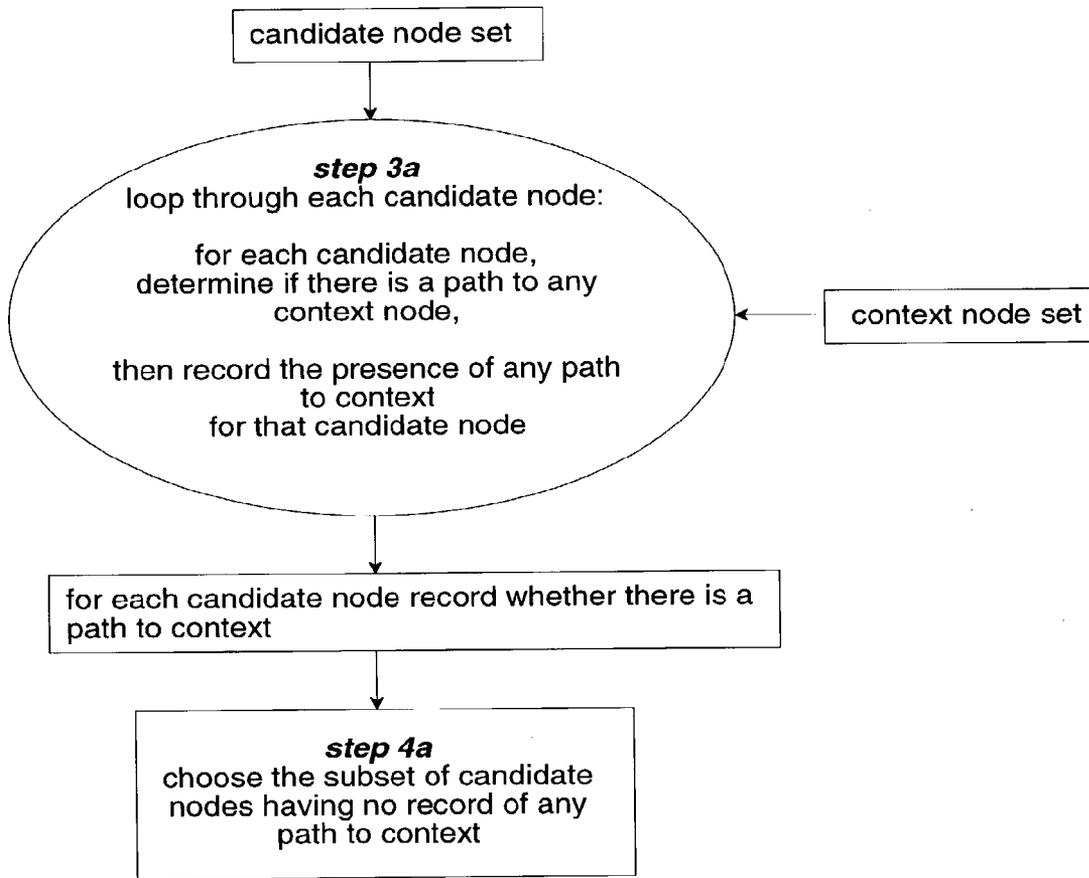 candidate node set
step 3a
loop through each candidate node:
for each candidate node,
determine if there is a path to any
context node,
then record the presence of any path
to context
for that candidate node
context node set
for each candidate node record whether there is a
path to context
step 4a
choose the subset of candidate
nodes having no record of any
path to context